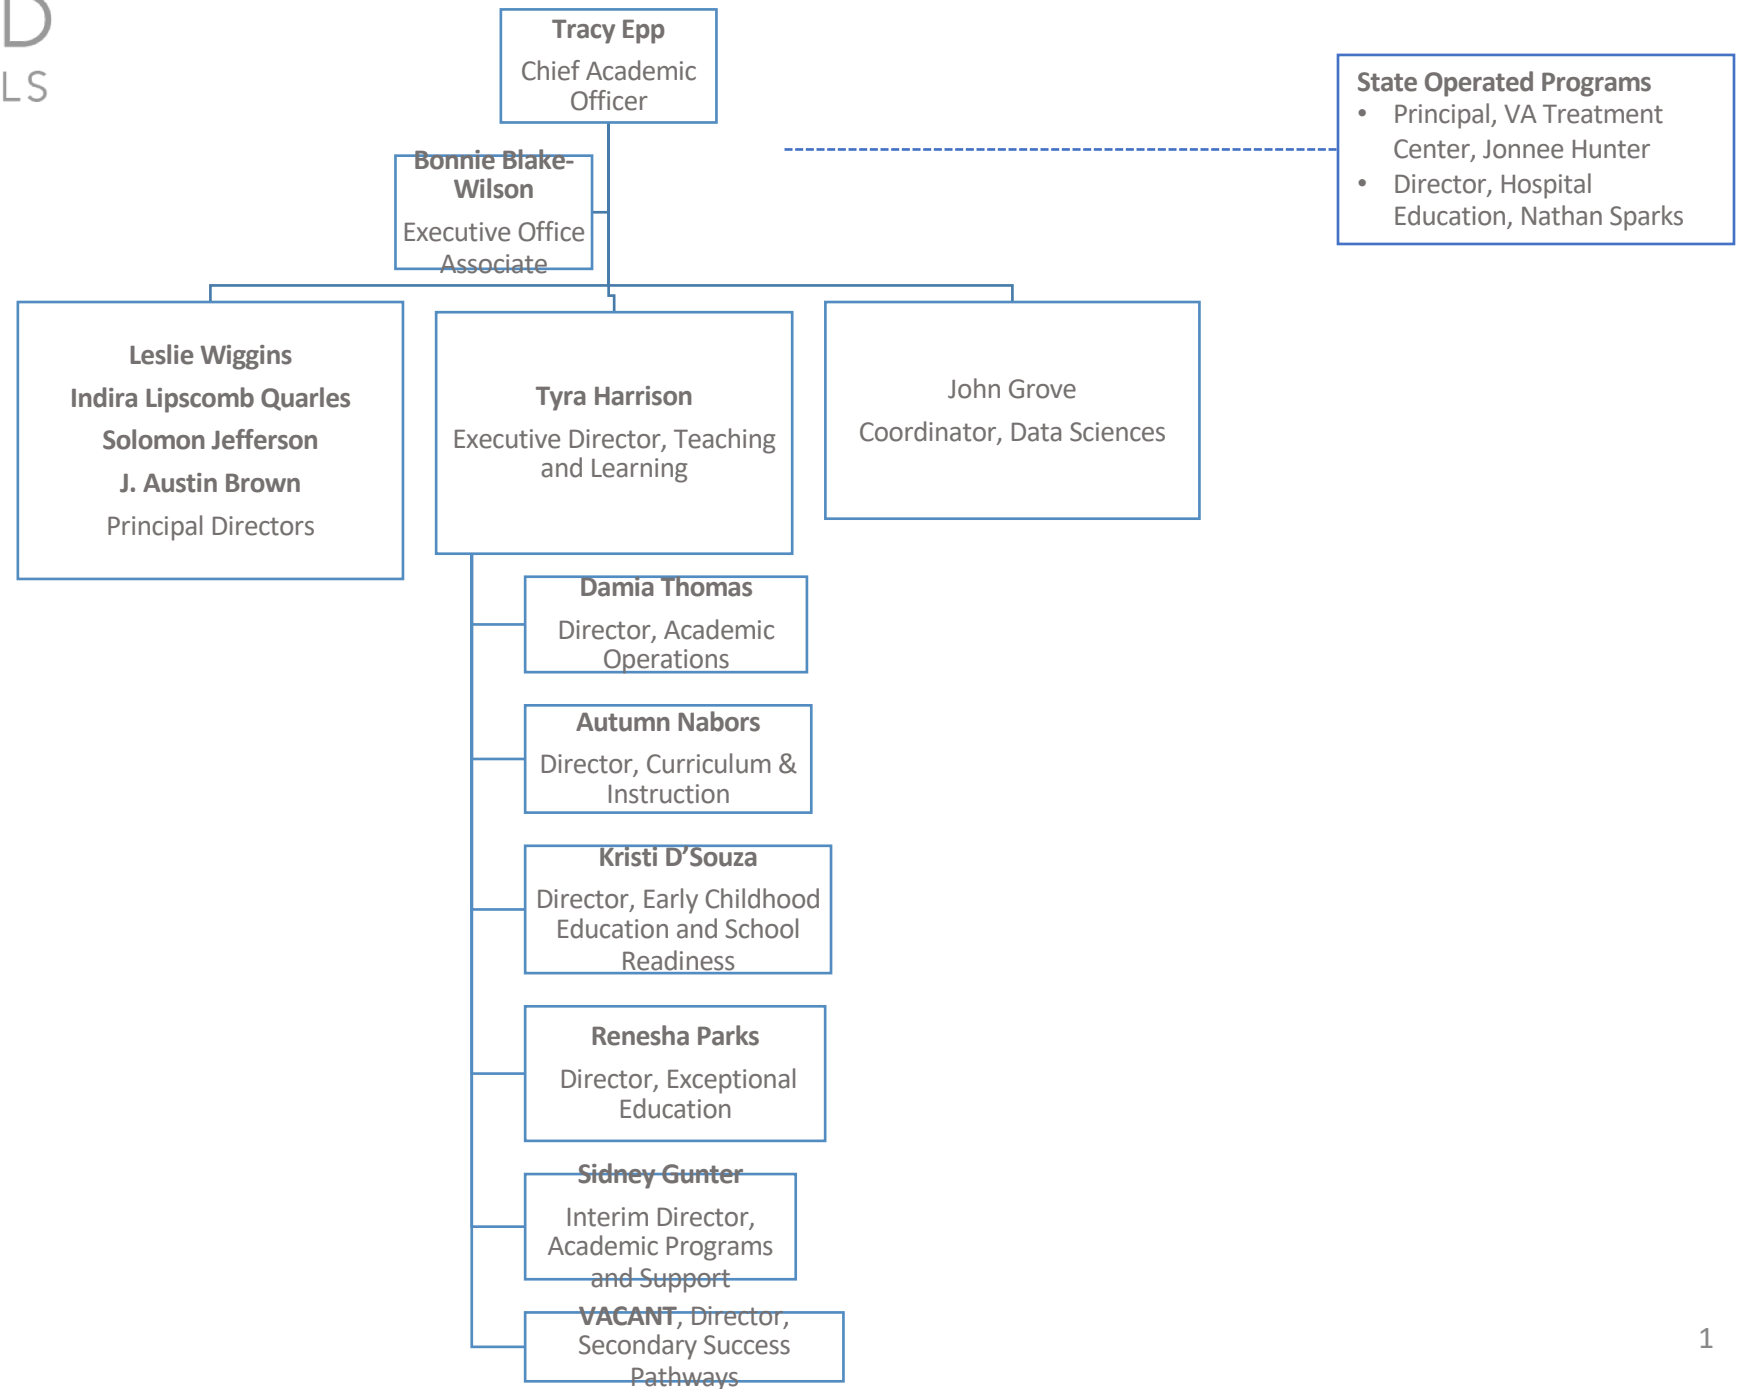 D
LS
Tracy Epp
Chief Academic
Officer
State Operated Programs
• Principal, VA Treatment
Center, Jonnee Hunter
• Director, Hospital
Education, Nathan Sparks
Bonnie Blake-
Wilson
Executive Office
Associate
Leslie Wiggins
Indira Lipscomb Quarles
Solomon Jefferson
J. Austin Brown
Principal Directors
Tyra Harrison
Executive Director, Teaching
and Learning
John Grove
Coordinator, Data Sciences
Damia Thomas
Director, Academic
Operations
Autumn Nabors
Director, Curriculum &
Instruction
Kristi D’Souza
Director, Early Childhood
Education and School
Readiness
Renesha Parks
Director, Exceptional
Education
Sidney Gunter
Interim Director,
Academic Programs
and Support
VACANT, Director,
Secondary Success
Pathways
1